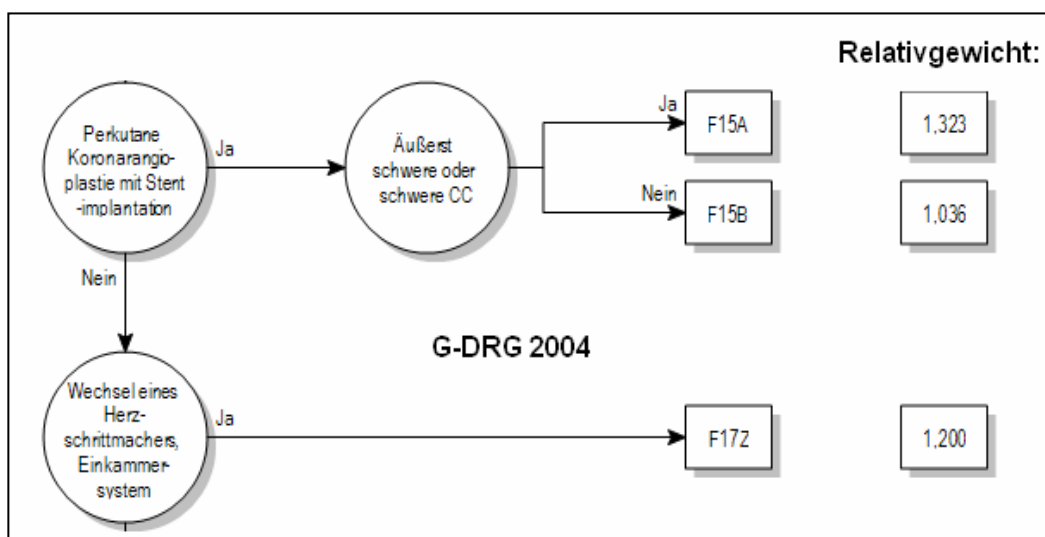 Relativgewicht:
Perkutane
Koronarangio-
plastie mit Stent
-implantation
Ja
Äußerst
schwere oder
schwere CC
Ja
F15A
1,323
Nein
F15B
1,036
Nein
G-DRG 2004
Wechsel eines
Herz-
schrittmachers,
Einkammer-
system
Ja
F17Z
1,200